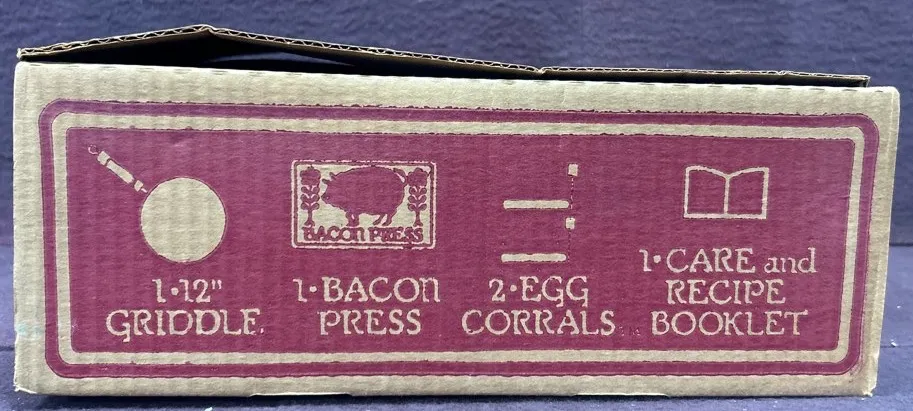 BACON PRESS
1·12"
GRIDDLE
1·BACON
PRESS
2·EGG
CORRALS
1·CARE and
RECIPE
BOOKLET